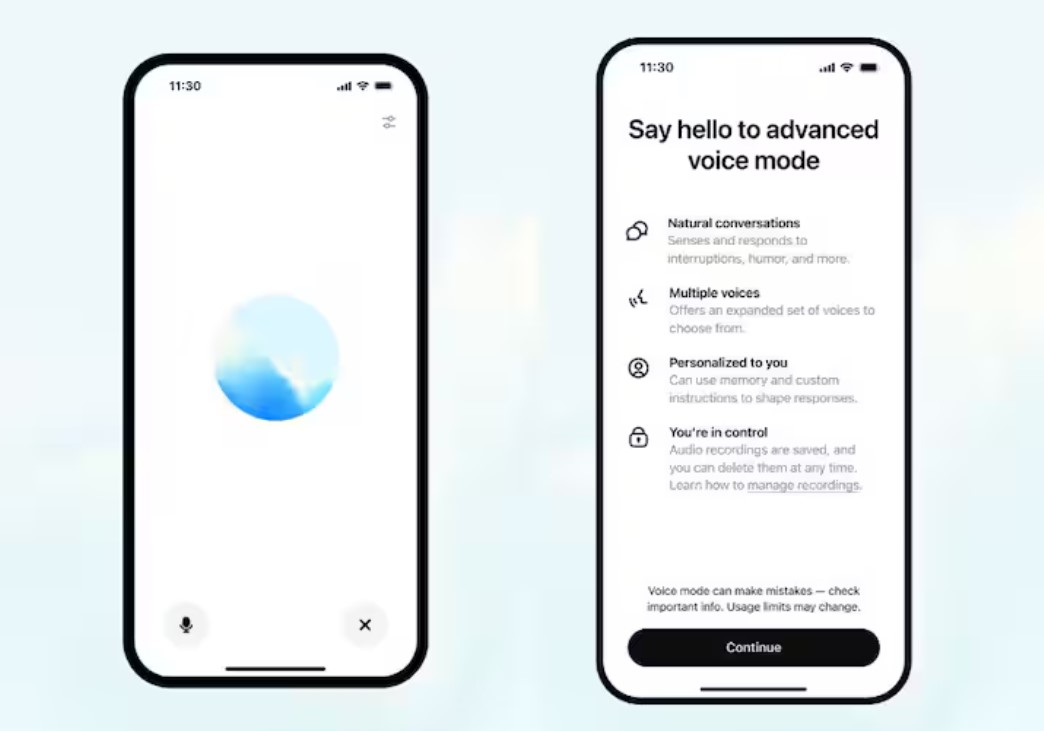 11:30
11:30
Say hello to advanced
voice mode
Natural conversations
Senses and responds to
interruptions, humor, and more.
Multiple voices
Offers an expanded set of voices to
choose from.
Personalized to you
Can use memory and custom
instructions to shape responses.
You're in control
Audio recordings are saved, and
you can delete them at any time.
Learn how to manage recordings.
Voice mode can make mistakes — check
important info. Usage limits may change.
Continue